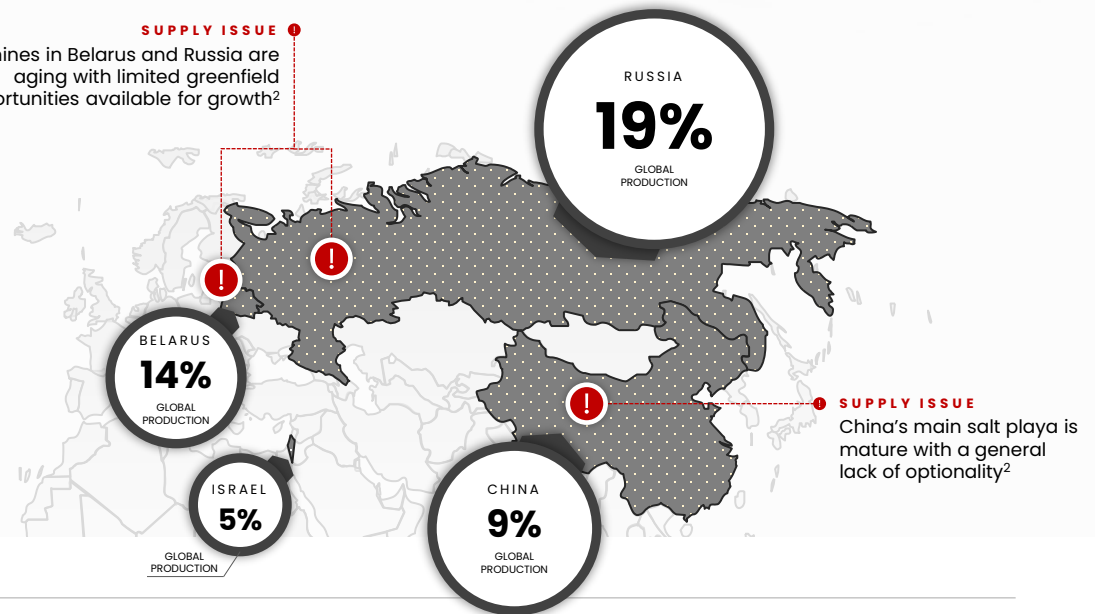 SUPPLY ISSUE
in Belarus and Russia are
aging with limited greenfield
available for growth²
RUSSIA
19%
GLOBAL
PRODUCTION
!
!
BELARUS
14%
GLOBAL
PRODUCTION
!
SUPPLY ISSUE
China’s main salt playa is
mature with a general
lack of optionality²
ISRAEL
5%
GLOBAL
PRODUCTION
CHINA
9%
GLOBAL
PRODUCTION